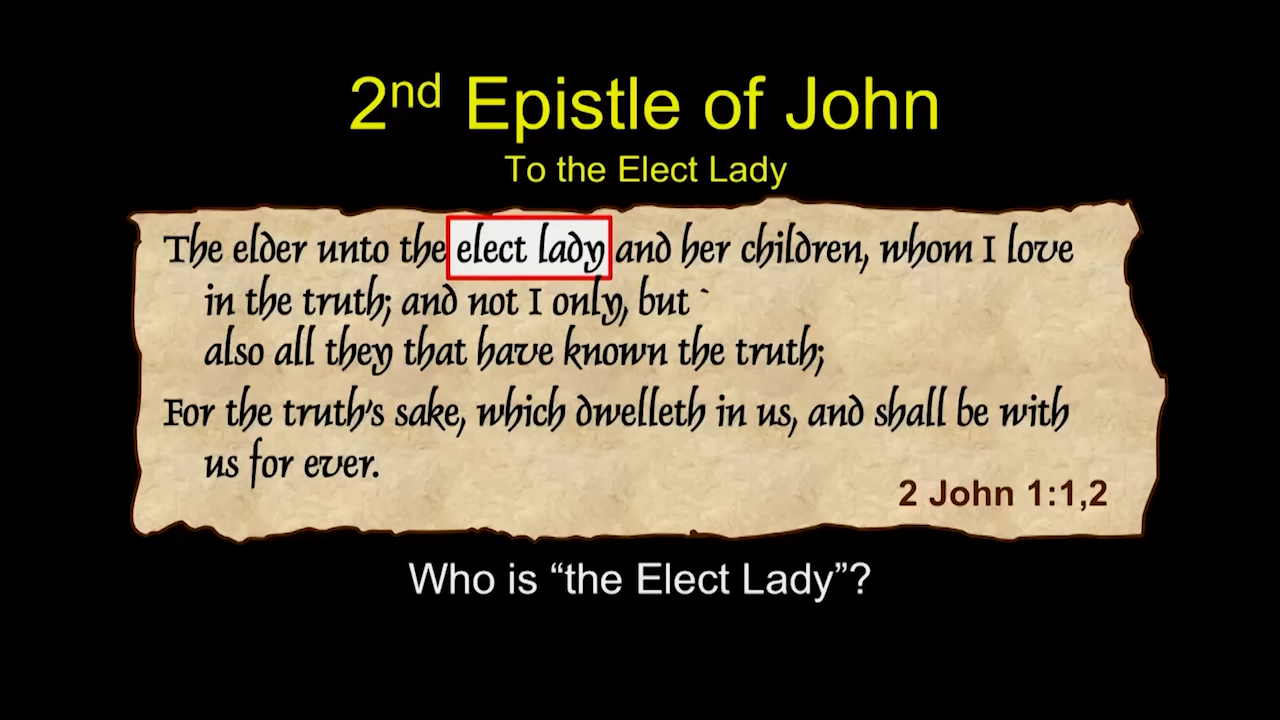 2nd Epistle of John
To the Elect Lady
The elder unto the elect lady and her children, whom I love
in the truth; and not I only, but `
also all they that have known the truth;
For the truth's sake, which dwelleth in us, and shall be with
us for ever.
2 John 1:1,2
Who is “the Elect Lady”?